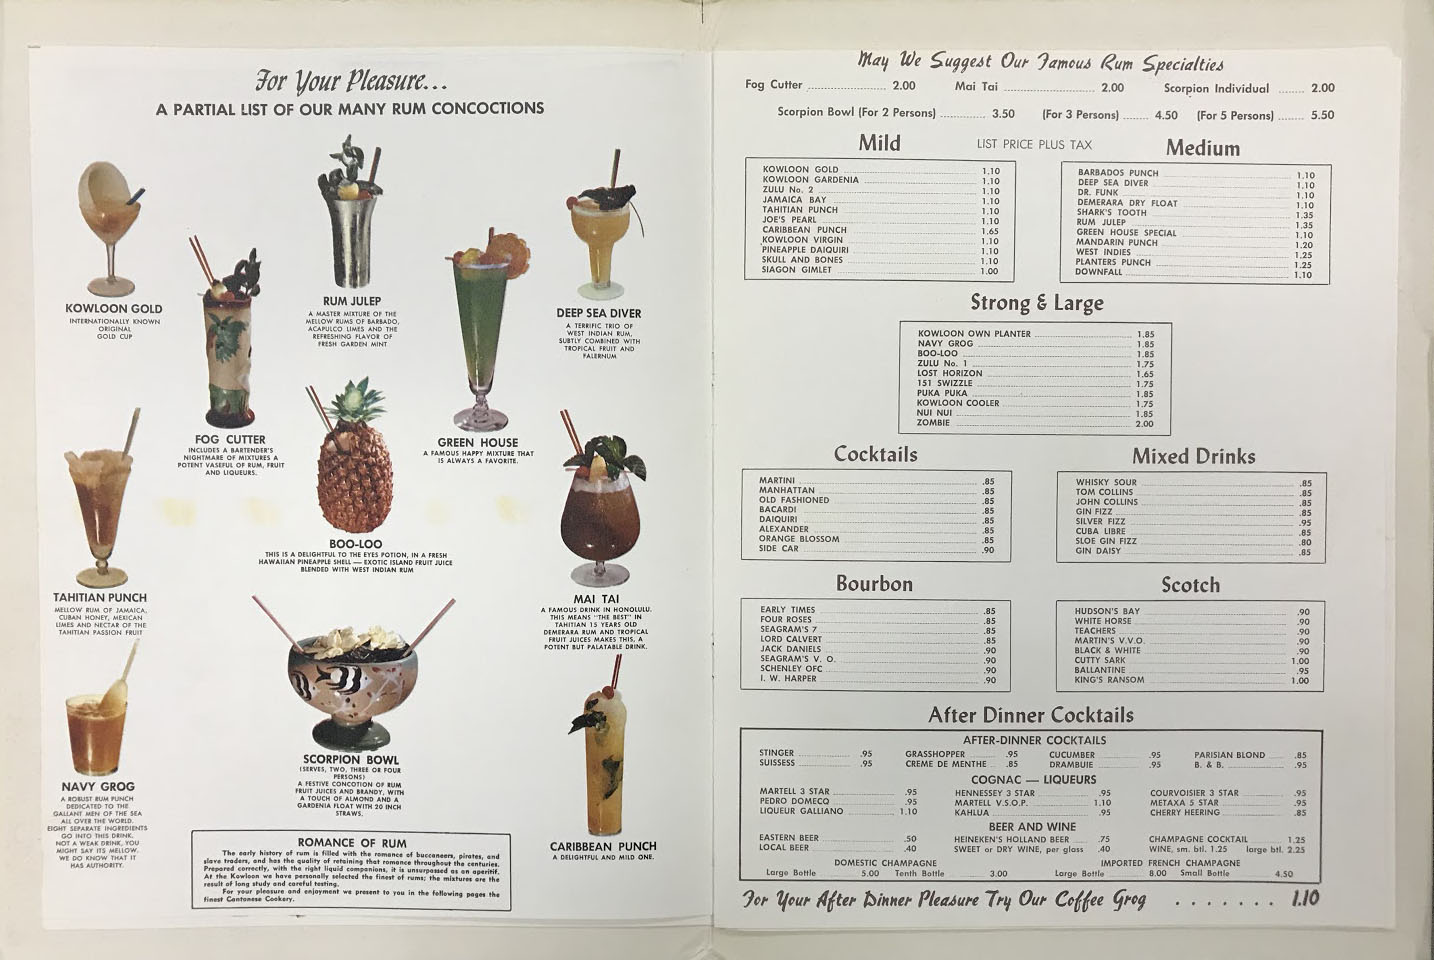 For Your Pleasure...
A PARTIAL LIST OF OUR MANY RUM CONCOCTIONS
KOWLOON GOLD
INTERNATIONALLY KNOWN
ORIGINAL
GOLD CUP
RUM JULEP
A MASTER MIXTURE OF THE
MELLOW RUMS OF BARBADO,
ACAPULCO LIMES AND THE
REFRESHING FLAVOR OF
FRESH GARDEN MINT
DEEP SEA DIVER
A TERRIFIC TRIO OF
WEST INDIAN RUM,
SUBTLY COMBINED WITH
TROPICAL FRUIT AND
FALERNUM
FOG CUTTER
INCLUDES A BARTENDER'S
NIGHTMARE OF MIXTURES A
POTENT VASEFUL OF RUM, FRUIT
AND LIQUEURS.
GREEN HOUSE
A FAMOUS HAPPY MIXTURE THAT
IS ALWAYS A FAVORITE.
BOO-LOO
THIS IS A DELIGHTFUL TO THE EYES POTION, IN A FRESH
HAWAIIAN PINEAPPLE SHELL — EXOTIC ISLAND FRUIT JUICE
BLENDED WITH WEST INDIAN RUM
TAHITIAN PUNCH
MELLOW RUM OF JAMAICA,
CUBAN HONEY, MEXICAN
LIMES AND NECTAR OF THE
TAHITIAN PASSION FRUIT
MAI TAI
A FAMOUS DRINK IN HONOLULU.
THIS MEANS "THE BEST" IN
TAHITIAN 15 YEARS OLD
DEMERARA RUM AND TROPICAL
FRUIT JUICES MAKES THIS, A
POTENT BUT PALATABLE DRINK.
SCORPION BOWL
(SERVES, TWO, THREE OR FOUR
PERSONS)
A FESTIVE CONCOTION OF RUM
FRUIT JUICES AND BRANDY, WITH
A TOUCH OF ALMOND AND A
GARDENIA FLOAT WITH 20 INCH
STRAWS.
NAVY GROG
A ROBUST RUM PUNCH
DEDICATED TO THE
GALLANT MEN OF THE SEA
ALL OVER THE WORLD.
EIGHT SEPARATE INGREDIENTS
GO INTO THIS DRINK.
NOT A WEAK DRINK, YOU
MIGHT SAY ITS MELLOW.
WE DO KNOW THAT IT
HAS AUTHORITY.
CARIBBEAN PUNCH
A DELIGHTFUL AND MILD ONE.
ROMANCE OF RUM
The early history of rum is filled with the romance of buccaneers, pirates, and
slave traders, and has the quality of retaining that romance throughout the centuries.
Prepared correctly, with the right liquid companions, it is unsurpassed as an aperitif.
At the Kowloon we have personally selected the finest of rums; the mixtures are the
result of long study and careful testing.
For your pleasure and enjoyment we present to you in the following pages the
finest Cantonese Cookery.
May We Suggest Our Famous Rum Specialties
Fog Cutter 2.00 Mai Tai 2.00 Scorpion Individual 2.00
Scorpion Bowl (For 2 Persons) 3.50 (For 3 Persons) 4.50 (For 5 Persons) 5.50
LIST PRICE PLUS TAX
Mild
KOWLOON GOLD 1.10
KOWLOON GARDENIA 1.10
ZULU No. 2 1.10
JAMAICA BAY 1.10
TAHITIAN PUNCH 1.10
JOE'S PEARL 1.10
CARIBBEAN PUNCH 1.65
KOWLOON VIRGIN 1.10
PINEAPPLE DAIQUIRI 1.10
SKULL AND BONES 1.10
SIAGON GIMLET 1.00
Medium
BARBADOS PUNCH 1.10
DEEP SEA DIVER 1.10
DR. FUNK 1.10
DEMERARA DRY FLOAT 1.10
SHARK'S TOOTH 1.35
RUM JULEP 1.35
GREEN HOUSE SPECIAL 1.10
MANDARIN PUNCH 1.20
WEST INDIES 1.25
PLANTERS PUNCH 1.25
DOWNFALL 1.10
Strong & Large
KOWLOON OWN PLANTER 1.85
NAVY GROG 1.85
BOO-LOO 1.85
ZULU No. 1 1.75
LOST HORIZON 1.65
151 SWIZZLE 1.75
PUKA PUKA 1.85
KOWLOON COOLER 1.75
NUI NUI 1.85
ZOMBIE 2.00
Cocktails
MARTINI .85
MANHATTAN .85
OLD FASHIONED .85
BACARDI .85
DAIQUIRI .85
ALEXANDER .85
ORANGE BLOSSOM .85
SIDE CAR .90
Mixed Drinks
WHISKY SOUR .85
TOM COLLINS .85
JOHN COLLINS .85
GIN FIZZ .85
SILVER FIZZ .95
CUBA LIBRE .85
SLOE GIN FIZZ .80
GIN DAISY .85
Bourbon
EARLY TIMES .85
FOUR ROSES .85
SEAGRAM'S 7 .85
LORD CALVERT .85
JACK DANIELS .90
SEAGRAM'S V. O. .90
SCHENLEY OFC .90
I. W. HARPER .90
Scotch
HUDSON'S BAY .90
WHITE HORSE .90
TEACHERS .90
MARTIN'S V.V.O. .90
BLACK & WHITE .90
CUTTY SARK 1.00
BALLANTINE .95
KING'S RANSOM 1.00
After Dinner Cocktails
AFTER-DINNER COCKTAILS
STINGER .95 GRASSHOPPER .95 CUCUMBER .95 PARISIAN BLOND .85
SUISSESS .95 CREME DE MENTHE .85 DRAMBUIE .95 B. & B. .95
COGNAC — LIQUEURS
MARTELL 3 STAR .95 HENNESSEY 3 STAR .95 COURVOISIER 3 STAR .95
PEDRO DOMECQ .95 MARTELL V.S.O.P. 1.10 METAXA 5 STAR .95
LIQUEUR GALLIANO 1.10 KAHLUA .95 CHERRY HEERING .85
BEER AND WINE
EASTERN BEER .50 HEINEKEN'S HOLLAND BEER .75 CHAMPAGNE COCKTAIL 1.25
LOCAL BEER .40 SWEET or DRY WINE, per glass .40 WINE, sm. btl. 1.25 large btl. 2.25
DOMESTIC CHAMPAGNE IMPORTED FRENCH CHAMPAGNE
Large Bottle 5.00 Tenth Bottle 3.00 Large Bottle 8.00 Small Bottle 4.50
For Your After Dinner Pleasure Try Our Coffee Grog . . . . . . . 1.10